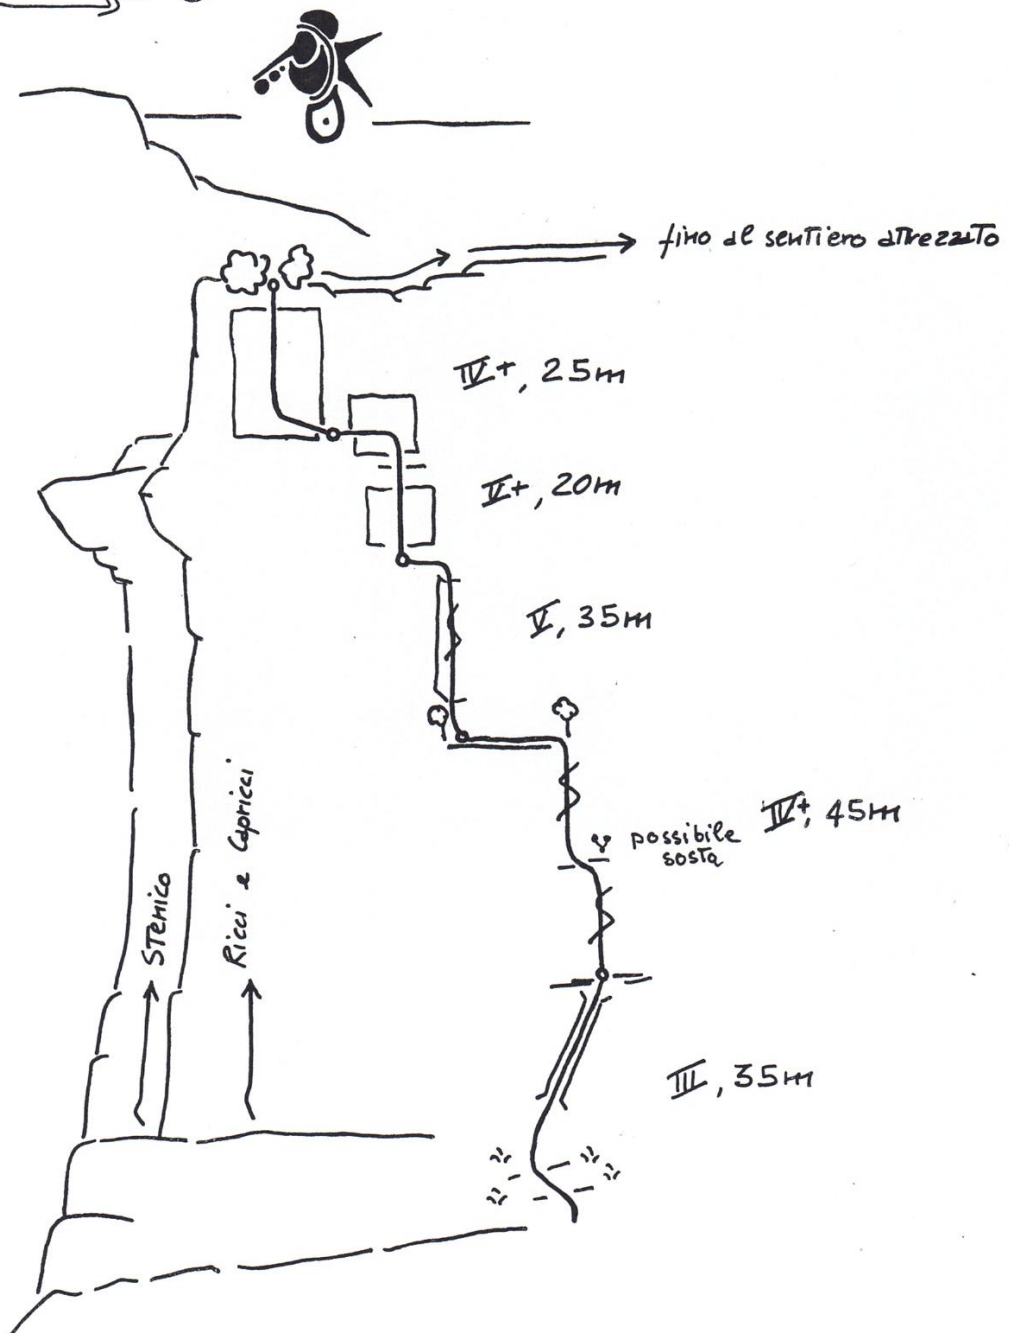 fino al sentiero attrezzato
IV+, 25m
V+, 20m
V, 35m
IV+, 45m
possibile
sosta
Stenico
Ricci e Capricci
III, 35m